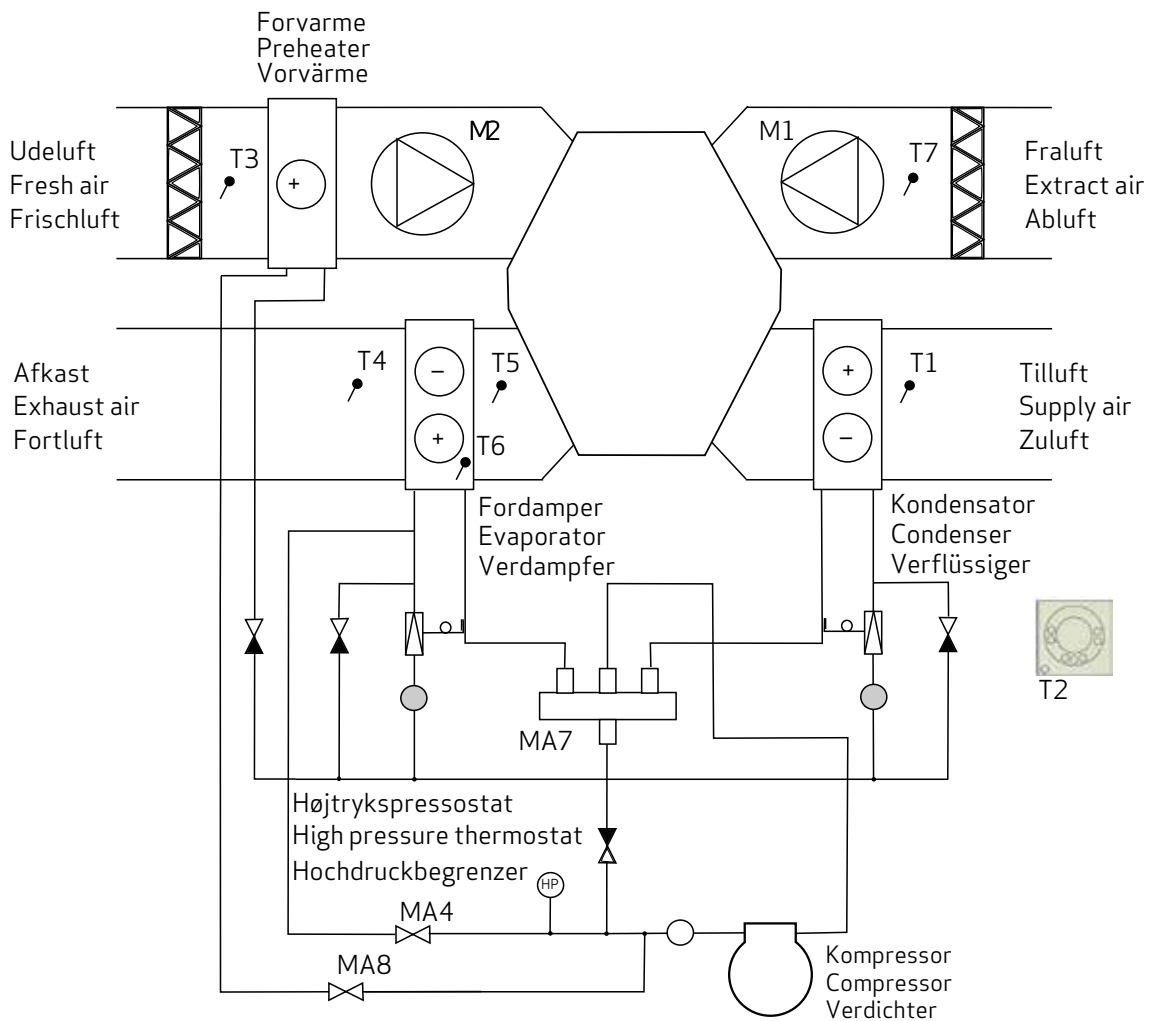 Forvarme
Preheater
Vorvärme
M2
M1
T3
T7
Udeluft
Fresh air
Frischluft
+
Fraluft
Extract air
Abluft
T4
T5
T1
Afkast
Exhaust air
Fortluft
−
+
T6
+
−
Tilluft
Supply air
Zuluft
Fordamper
Evaporator
Verdampfer
Kondensator
Condenser
Verflüssiger
T2
MA7
Højtrykspressostat
High pressure thermostat
Hochdruckbegrenzer
HP
MA4
MA8
Kompressor
Compressor
Verdichter